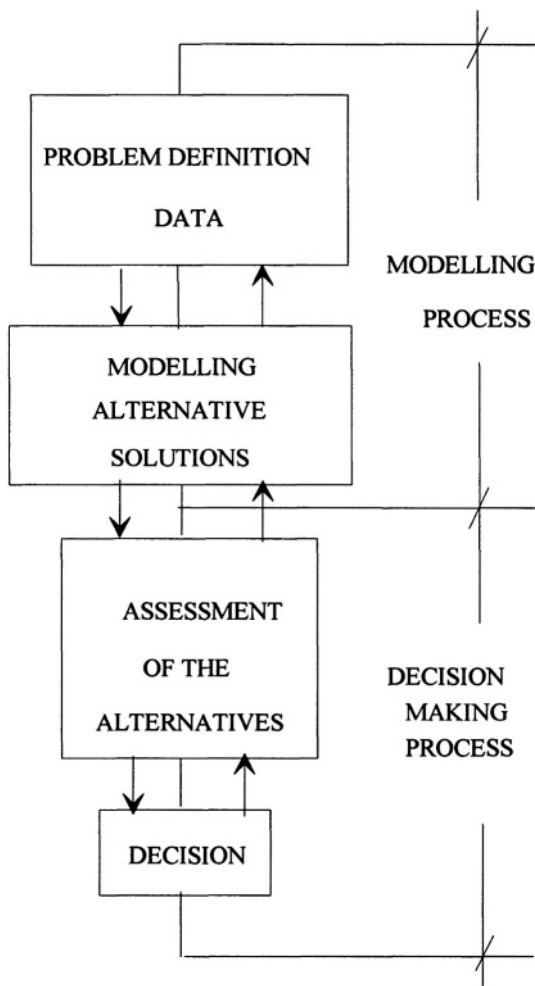 PROBLEM DEFINITION
DATA
MODELLING
PROCESS
MODELLING
ALTERNATIVE
SOLUTIONS
ASSESSMENT
OF THE
ALTERNATIVES
DECISION
MAKING
PROCESS
DECISION